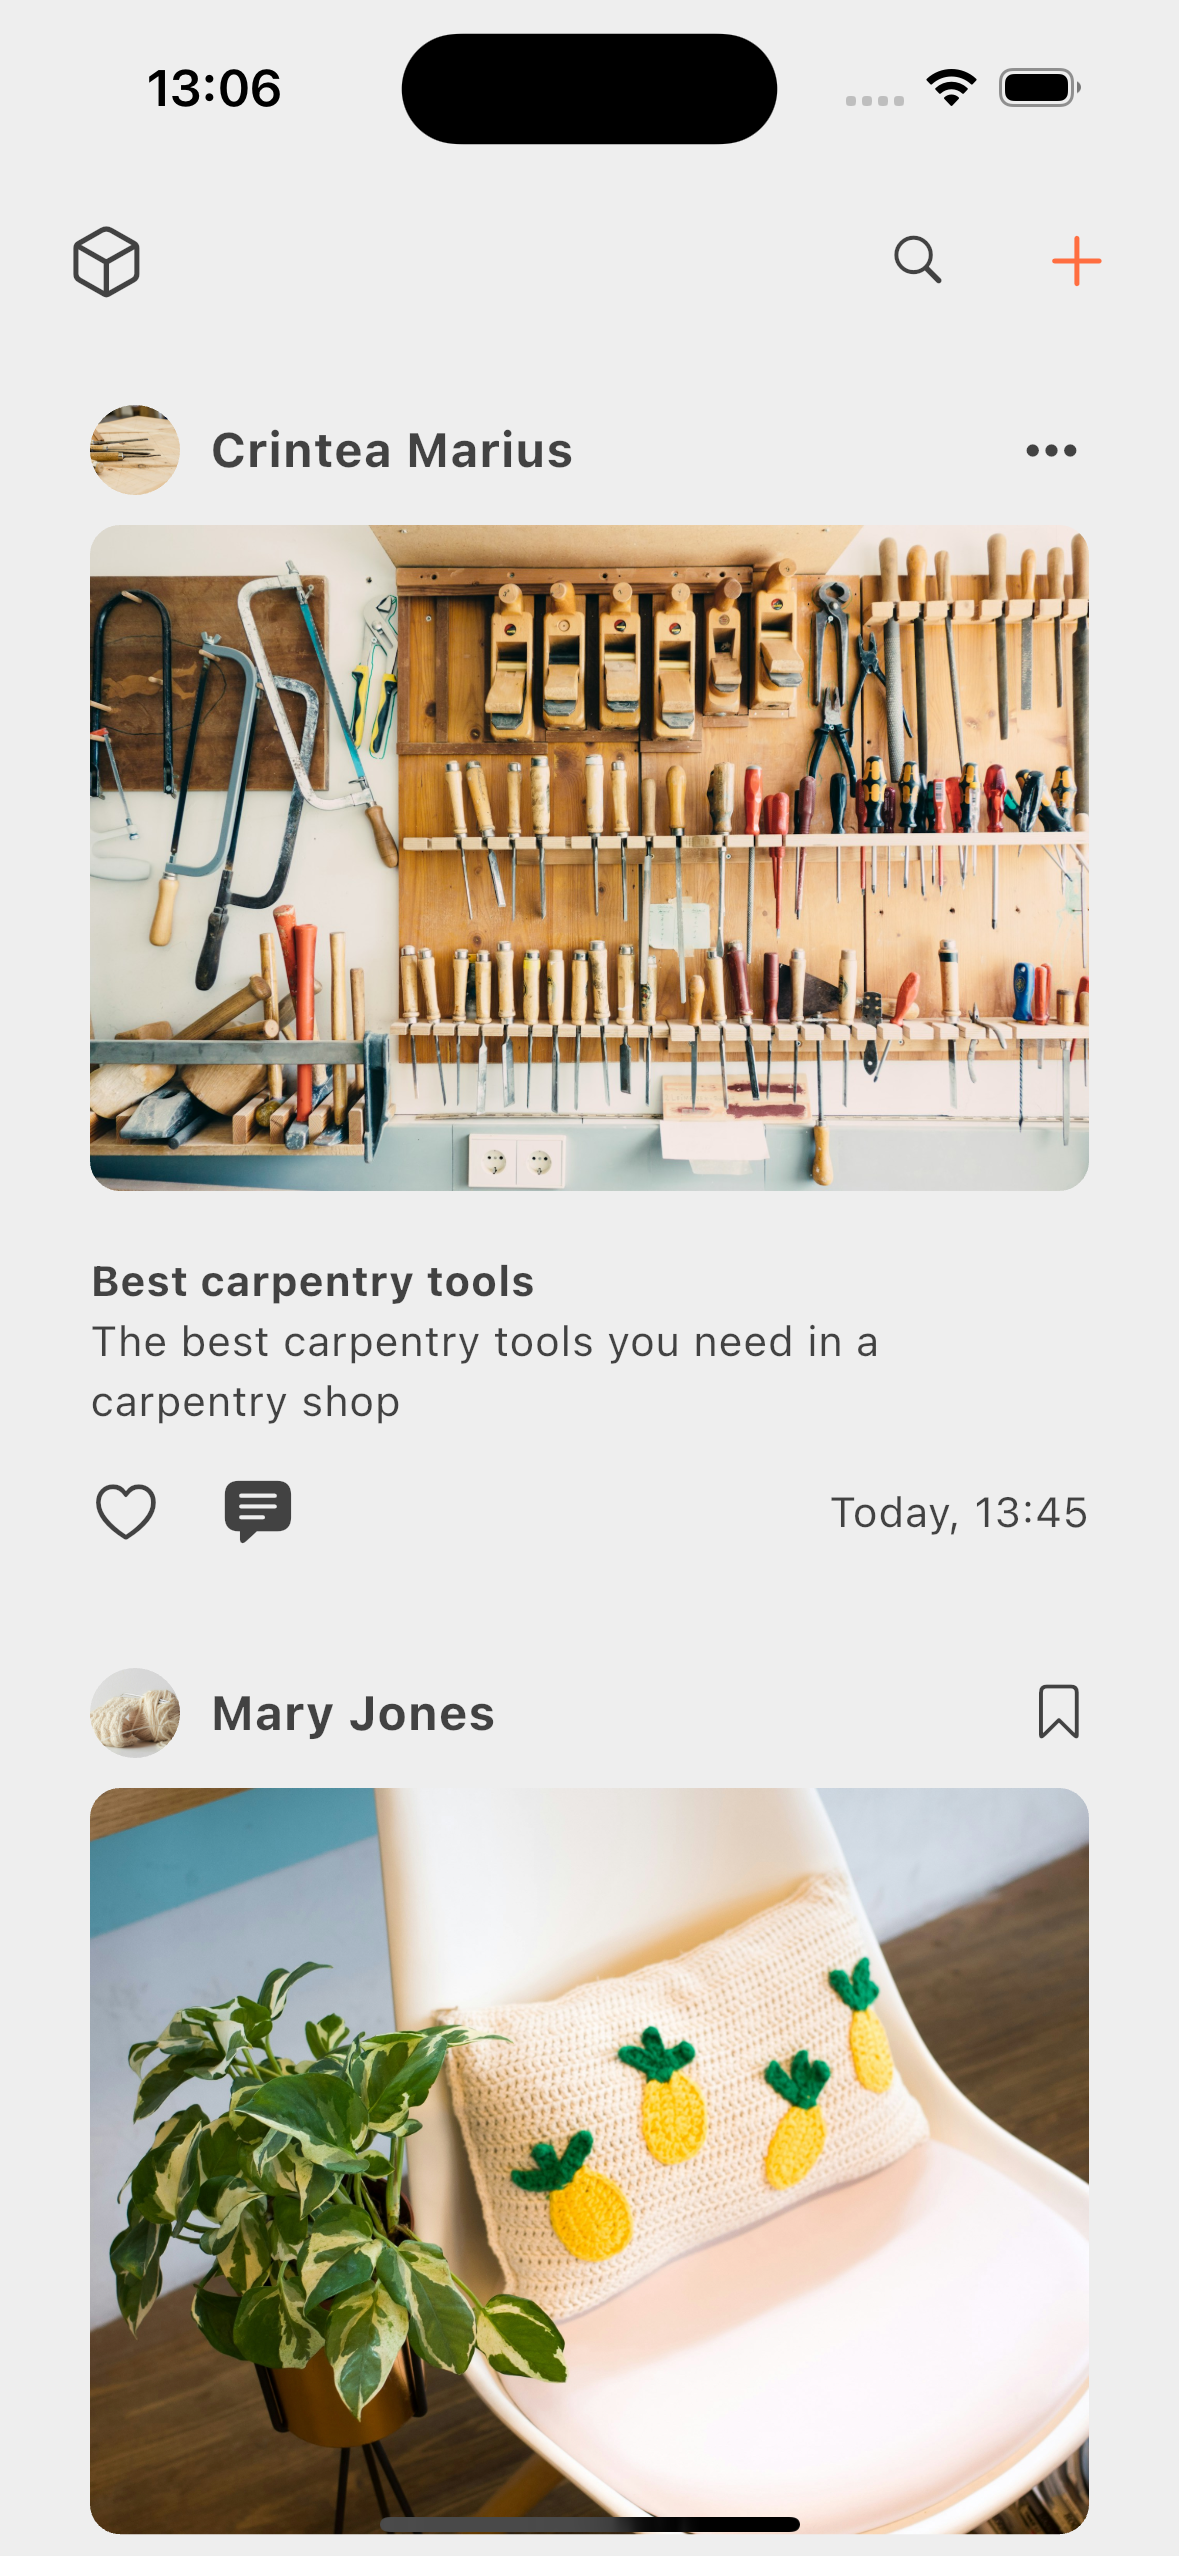 13:06
Crintea Marius
Best carpentry tools
The best carpentry tools you need in a
carpentry shop
Today, 13:45
Mary Jones